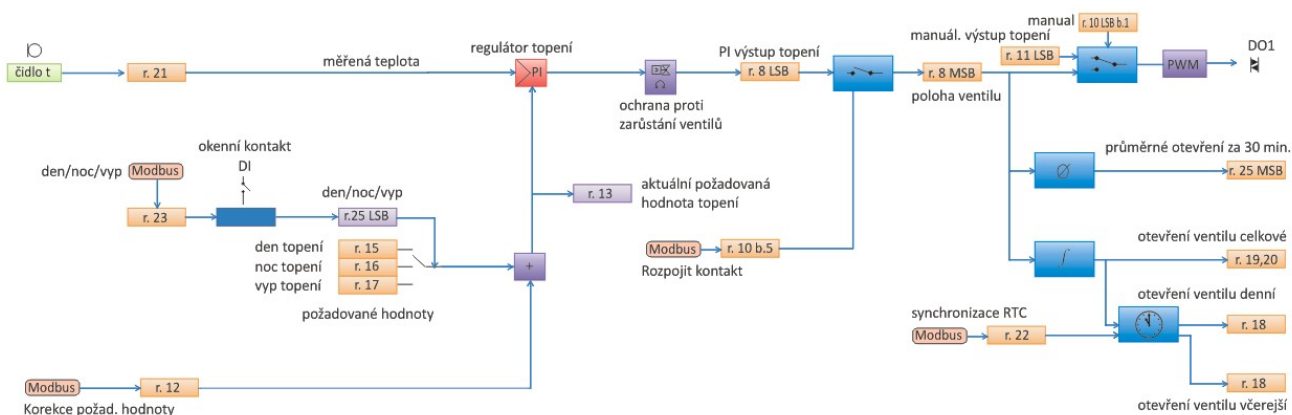 manual
r. 10 LSB b.1
regulátor topení
PI výstup topení
manuál. výstup topení
r. 11 LSB
DO1
čidlo t
r. 21
měřená teplota
PI
r. 8 LSB
r. 8 MSB
PWM
ochrana proti
zarůstání ventilů
poloha ventilu
okenní kontakt
DI
průměrné otevření za 30 min.
den/noc/vyp
Modbus
r. 25 MSB
den/noc/vyp
r. 13
aktuální požadovaná
hodnota topení
r. 23
r.25 LSB
den topení
r. 15
noc topení
r. 16
vyp topení
r. 17
+
Modbus
r. 10 b.5
Rozpojit kontakt
otevření ventilu celkové
r. 19,20
požadované hodnoty
otevření ventilu denní
synchronizace RTC
Modbus
r. 22
r. 18
Modbus
r. 12
r. 18
Korekce požad. hodnoty
otevření ventilu včerejší